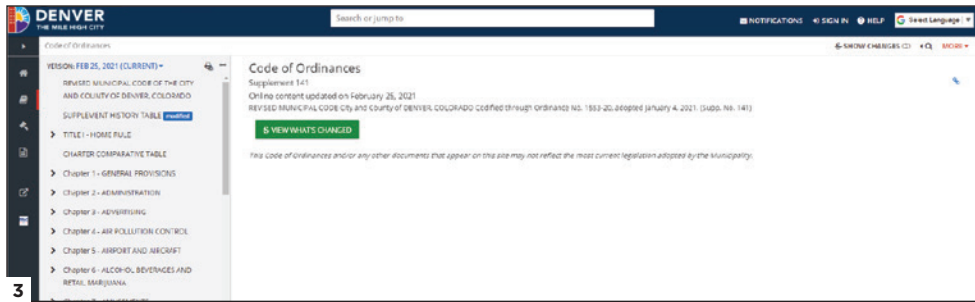 DENVER
THE MILE HIGH CITY
Search or jump to
NOTIFICATIONS
SIGN IN
HELP
Select Language
Code of Ordinances
SHOW CHANGES
MORE
VERSION: FEB 25, 2021 (CURRENT)
REVISED MUNICIPAL CODE OF THE CITY
AND COUNTY OF DENVER, COLORADO
SUPPLEMENT HISTORY TABLE modified
TITLE I - HOME RULE
CHARTER COMPARATIVE TABLE
Chapter 1 - GENERAL PROVISIONS
Chapter 2 - ADMINISTRATION
Chapter 3 - ADVERTISING
Chapter 4 - AIR POLLUTION CONTROL
Chapter 5 - AIRPORT AND AIRCRAFT
Chapter 6 - ALCOHOL BEVERAGES AND
RETAIL MARIJUANA
Code of Ordinances
Supplement 141
Online content updated on February 25, 2021
REVISED MUNICIPAL CODE City and County of DENVER, COLORADO Codified through Ordinance No. 1553-20, adopted January 4, 2021. (Supp. No. 141)
VIEW WHAT'S CHANGED
This Code of Ordinances and/or any other documents that appear on this site may not reflect the most current legislation adopted by the Municipality.
3